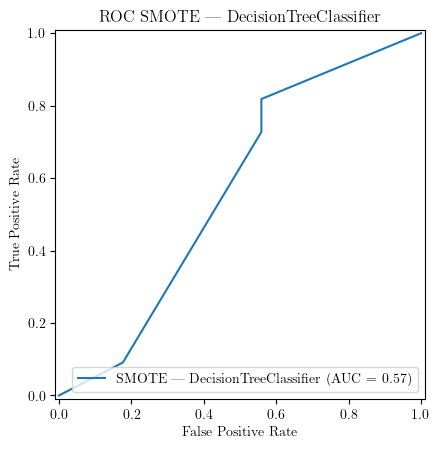 ROC SMOTE — DecisionTreeClassifier
1.0
0.8
0.6
0.4
0.2
0.0
True Positive Rate
SMOTE — DecisionTreeClassifier (AUC = 0.57)
0.0 0.2 0.4 0.6 0.8 1.0
False Positive Rate